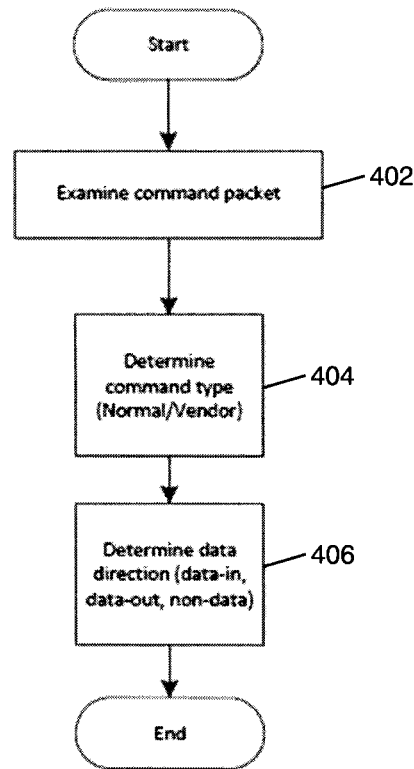 Start
Examine command packet
402
Determine
command type
(Normal/Vendor)
404
Determine data
direction (data-in,
data-out, non-data)
406
End